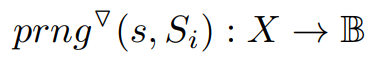 prng^∇(s, S_i) : X → 𝔹